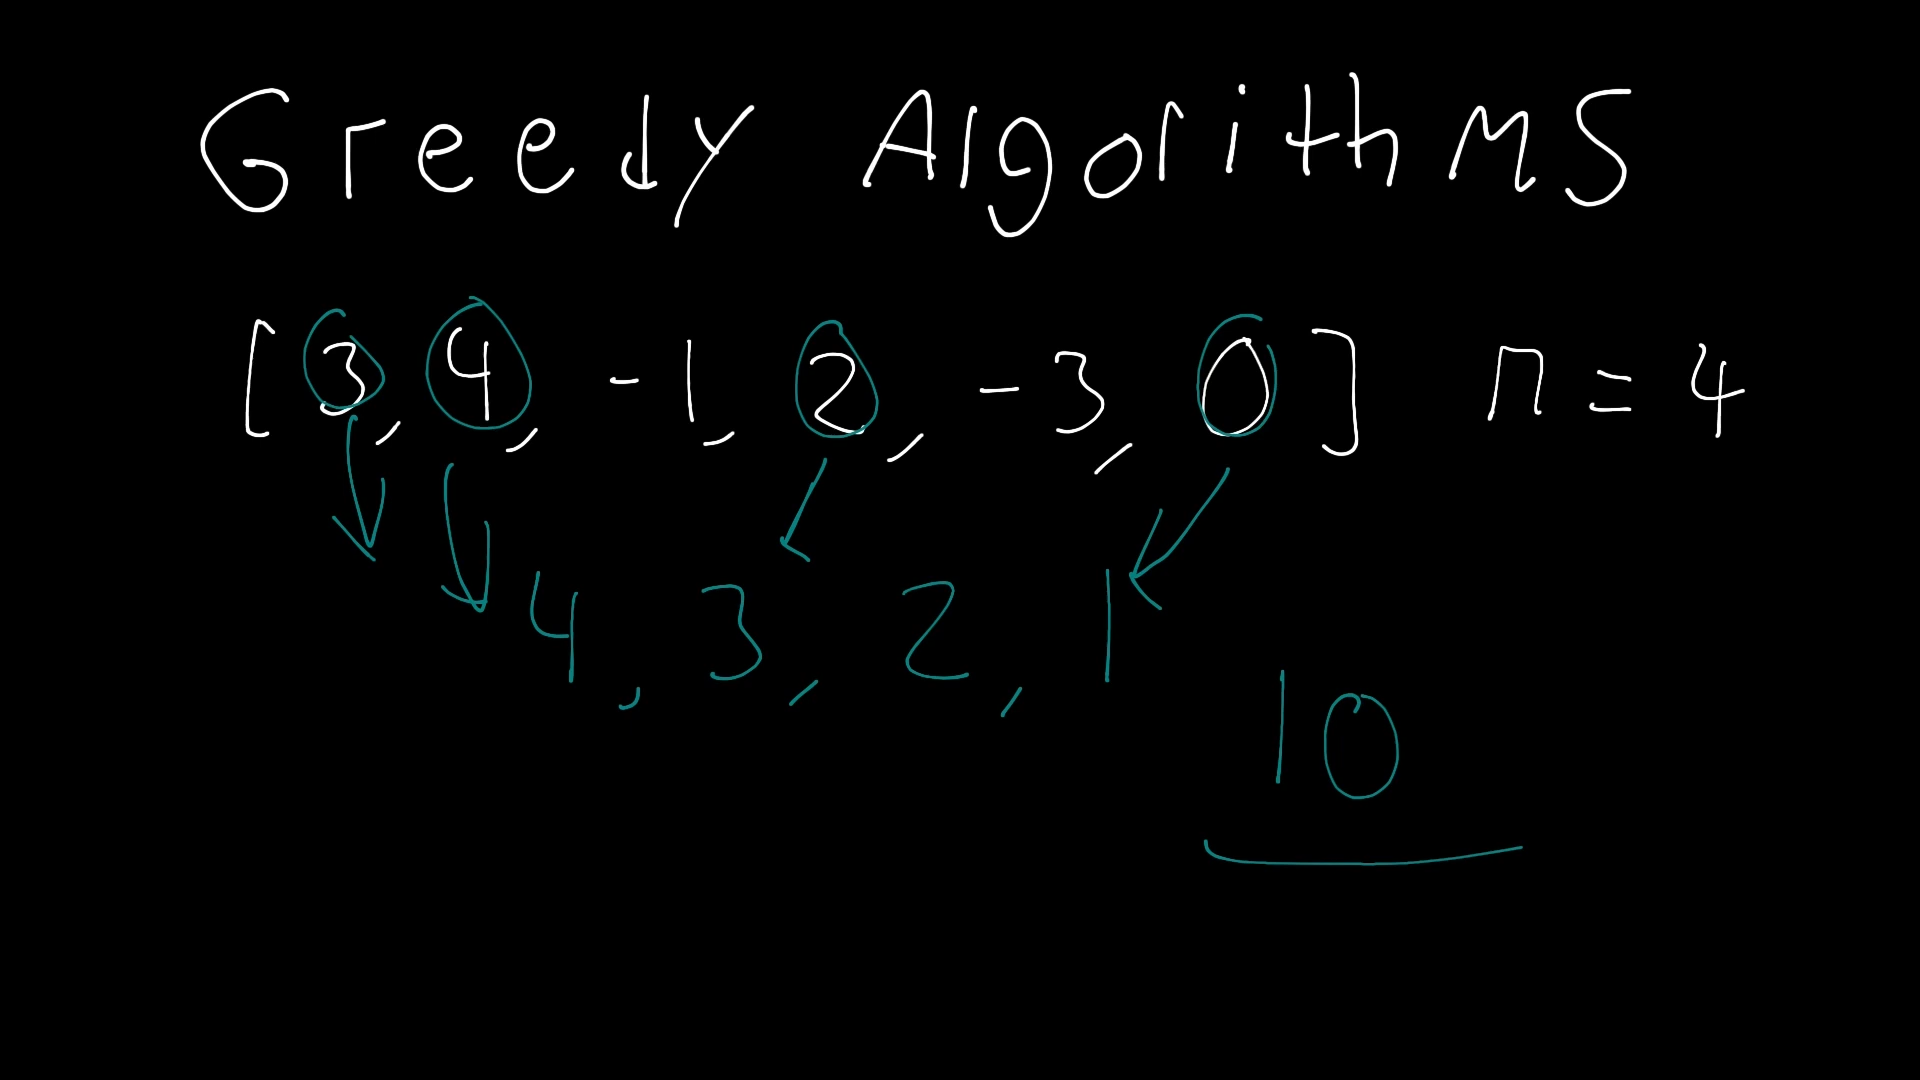 Greedy Algorithms
[3, 4, -1, 2, -3, 0] n = 4
4, 3, 2, 1
10